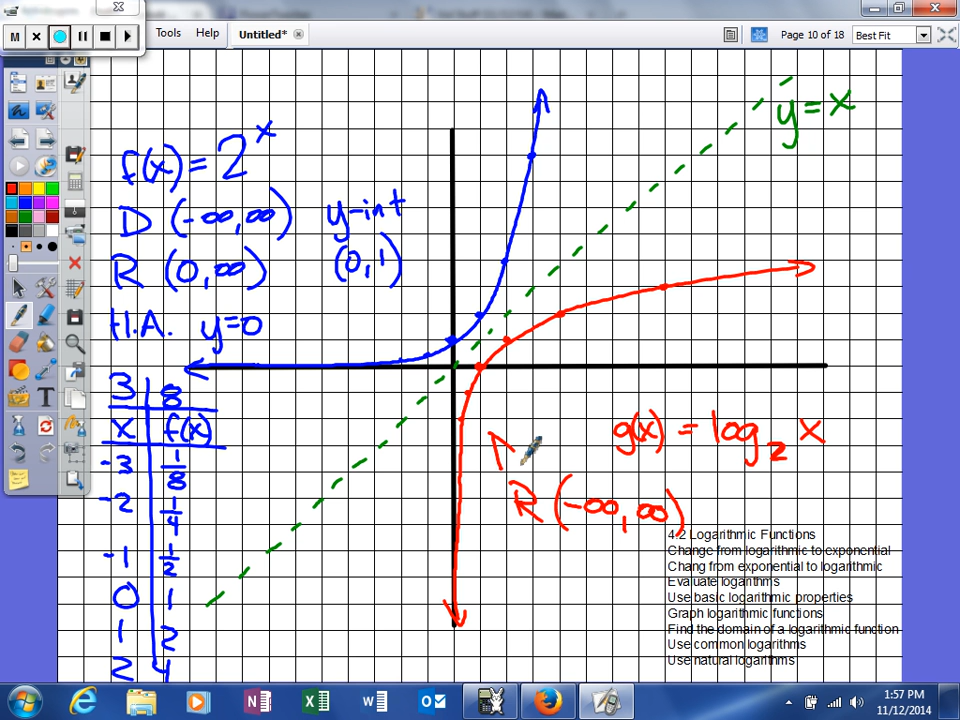 M
Tools Help Untitled* Page 10 of 18 Best Fit
y = x
f(x) = 2^x
D (-∞,∞) y-int
R (0,∞) (0,1)
H.A. y=0
3 8
x f(x)
-3 1/8
-2 1/4
-1 1/2
0 1
1 2
2 4
g(x) = log₂ x
R (-∞,∞)
4.2 Logarithmic Functions
Change from logarithmic to exponential
Chang from exponential to logarithmic
Evaluate logarithms
Use basic logarithmic properties
Graph logarithmic functions
Find the domain of a logarithmic function
Use common logarithms
Use natural logarithms
1:57 PM
11/12/2014